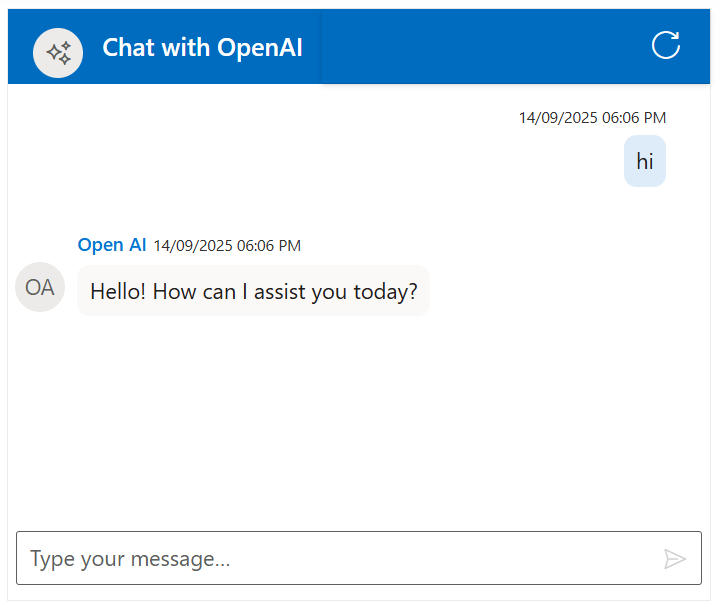 Chat with OpenAI
14/09/2025 06:06 PM
hi
Open AI 14/09/2025 06:06 PM
OA
Hello! How can I assist you today?
Type your message...